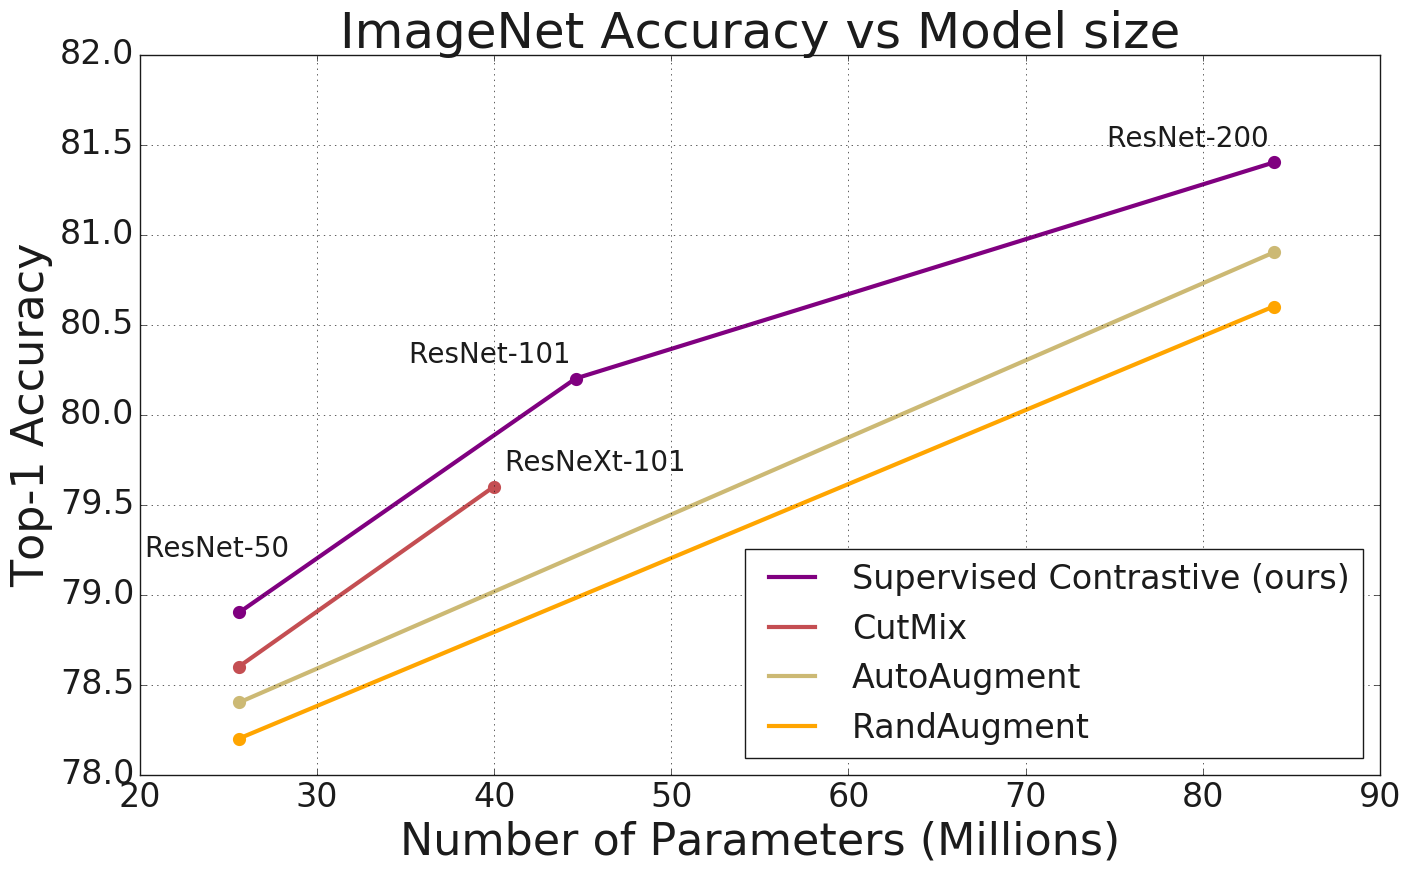 ImageNet Accuracy vs Model size
Top-1 Accuracy
82.0
81.5
81.0
80.5
80.0
79.5
79.0
78.5
78.0
ResNet-200
ResNet-101
ResNeXt-101
ResNet-50
Supervised Contrastive (ours)
CutMix
AutoAugment
RandAugment
20 30 40 50 60 70 80 90
Number of Parameters (Millions)